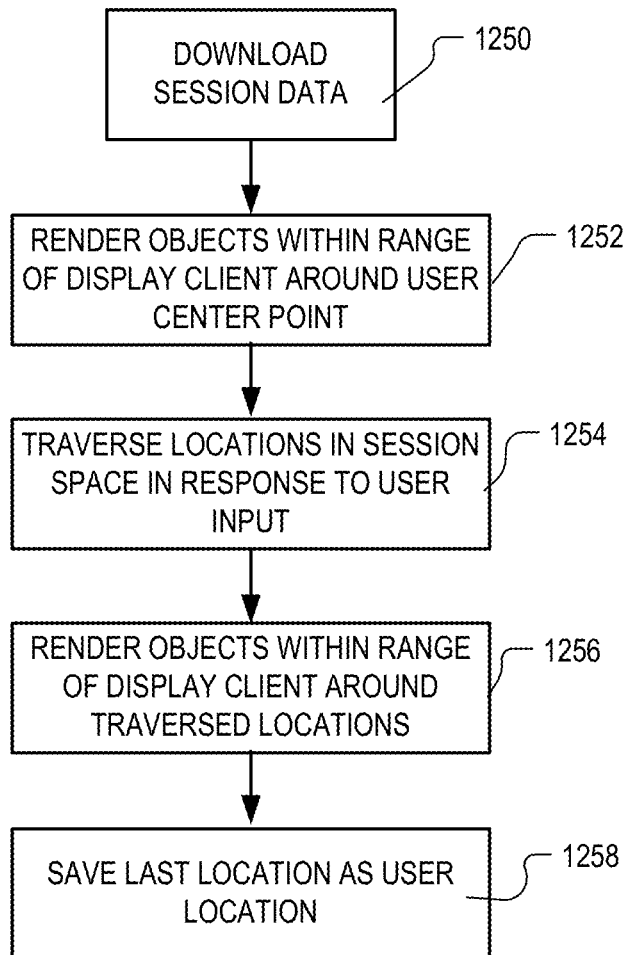 DOWNLOAD
SESSION DATA
1250
RENDER OBJECTS WITHIN RANGE
OF DISPLAY CLIENT AROUND USER
CENTER POINT
1252
TRAVERSE LOCATIONS IN SESSION
SPACE IN RESPONSE TO USER
INPUT
1254
RENDER OBJECTS WITHIN RANGE
OF DISPLAY CLIENT AROUND
TRAVERSED LOCATIONS
1256
SAVE LAST LOCATION AS USER
LOCATION
1258